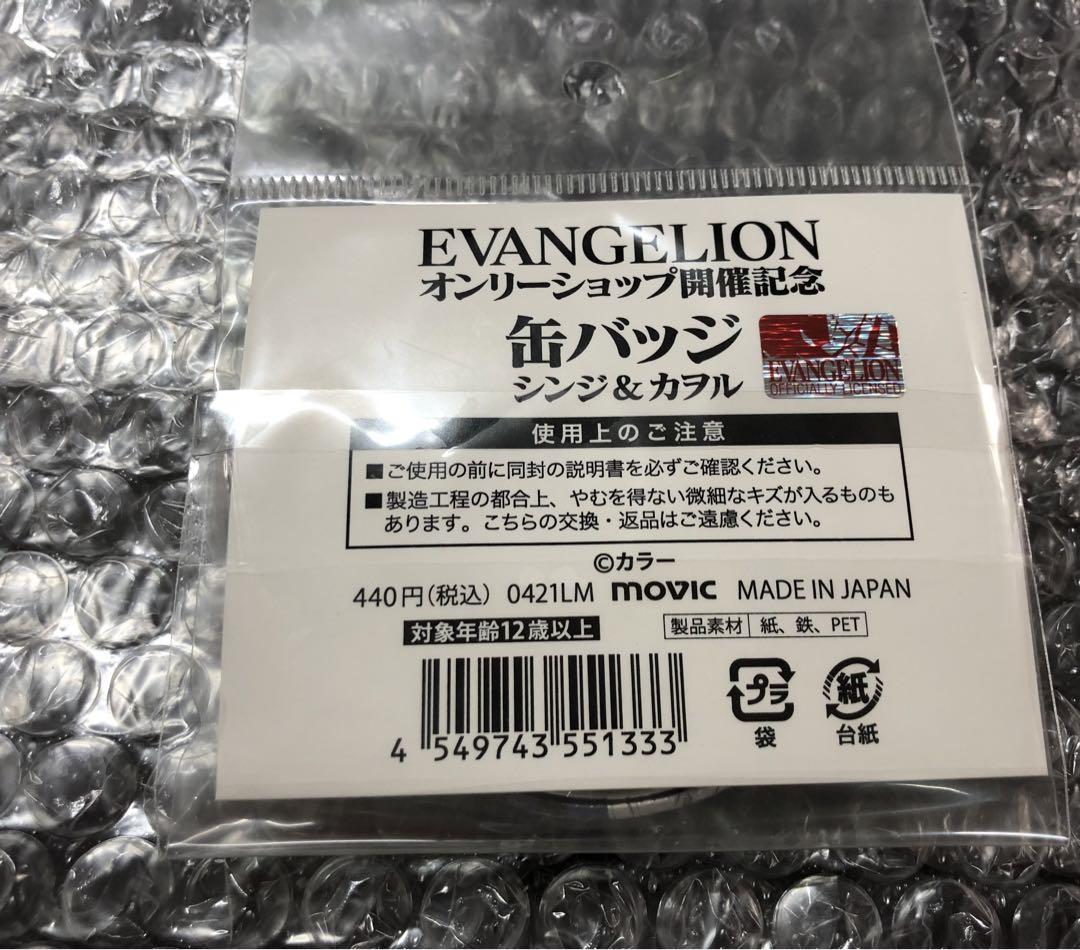 EVANGELION
オンリーショップ開催記念
缶バッジ
シンジ&カヲル
EVANGELION
OFFICIALLY LICENSED
使用上のご注意
■ご使用の前に同封の説明書を必ずご確認ください。
■製造工程の都合上、やむを得ない微細なキズが入るものも
あります。こちらの交換・返品はご遠慮ください。
©カラー
440円(税込) 0421LM movic MADE IN JAPAN
対象年齢12歳以上 製品素材 紙、鉄、PET
4 549743 551333
プラ 紙
袋 台紙